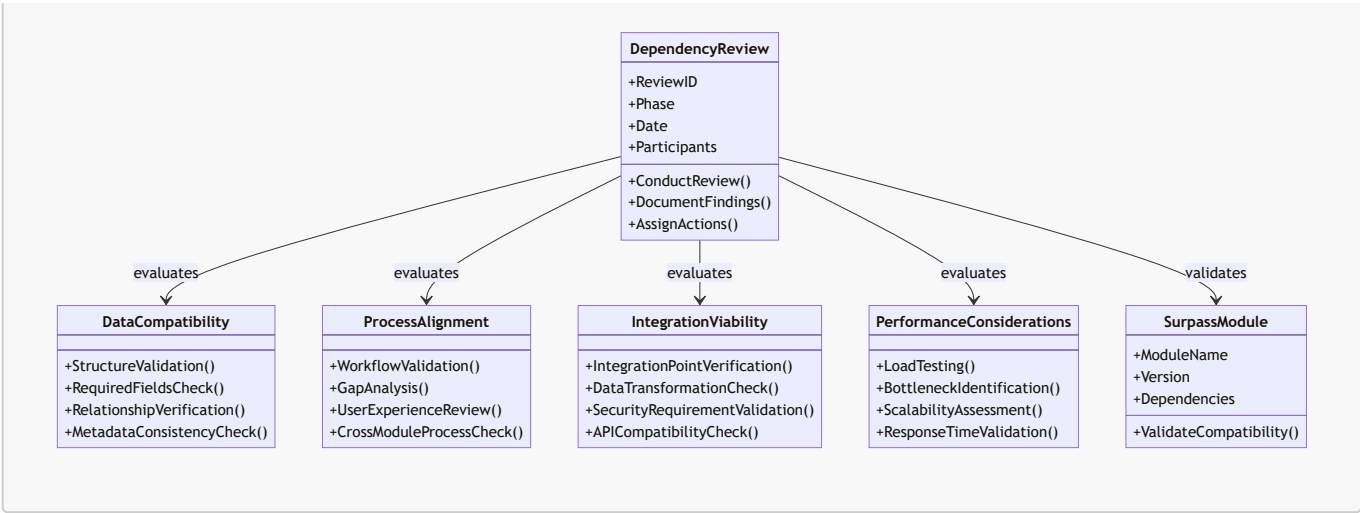 DependencyReview
+ReviewID
+Phase
+Date
+Participants
+ConductReview()
+DocumentFindings()
+AssignActions()
evaluates
evaluates
evaluates
evaluates
validates
DataCompatibility
+StructureValidation()
+RequiredFieldsCheck()
+RelationshipVerification()
+MetadataConsistencyCheck()
ProcessAlignment
+WorkflowValidation()
+GapAnalysis()
+UserExperienceReview()
+CrossModuleProcessCheck()
IntegrationViability
+IntegrationPointVerification()
+DataTransformationCheck()
+SecurityRequirementValidation()
+APICompatibilityCheck()
PerformanceConsiderations
+LoadTesting()
+BottleneckIdentification()
+ScalabilityAssessment()
+ResponseTimeValidation()
SurpassModule
+ModuleName
+Version
+Dependencies
+ValidateCompatibility()